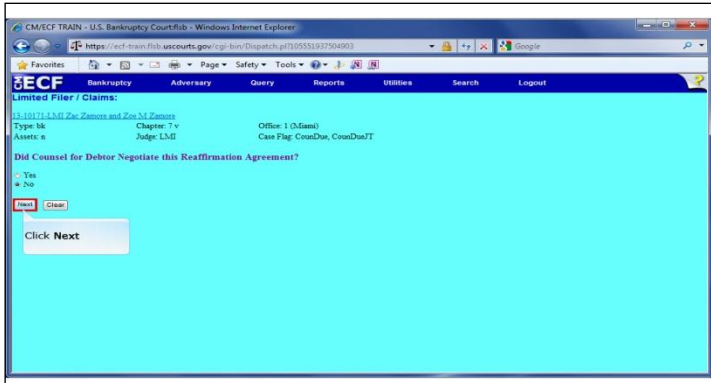 CM/ECF TRAIN - U.S. Bankruptcy Court:flsb - Windows Internet Explorer
https://ecf-train.flsb.uscourts.gov/cgi-bin/Dispatch.pl?105551937504903
Google
Favorites Page Safety Tools
ECF Bankruptcy Adversary Query Reports Utilities Search Logout ?
Limited Filer / Claims:
13-10171-LMI Zac Zamore and Zoe M Zamore
Type: bk Chapter: 7 v Office: 1 (Miami)
Assets: n Judge: LMI Case Flag: CounDue, CounDueJT
Did Counsel for Debtor Negotiate this Reaffirmation Agreement?
Yes
No
Next Clear
Click Next